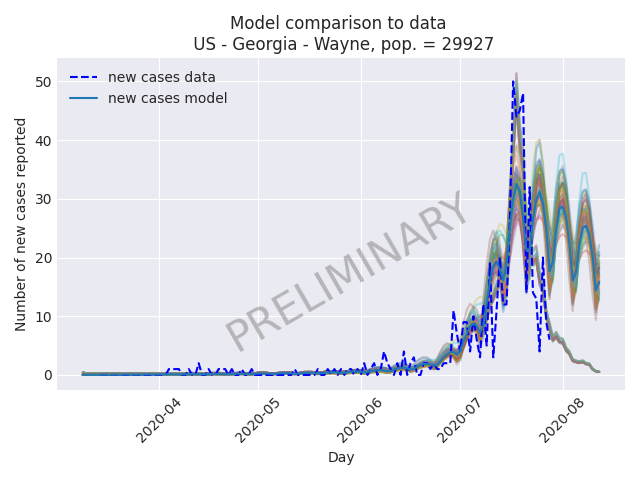 Model comparison to data
US - Georgia - Wayne, pop. = 29927
new cases data
new cases model
Number of new cases reported
50
40
30
20
10
0
PRELIMINARY
2020-04
2020-05
2020-06
2020-07
2020-08
Day